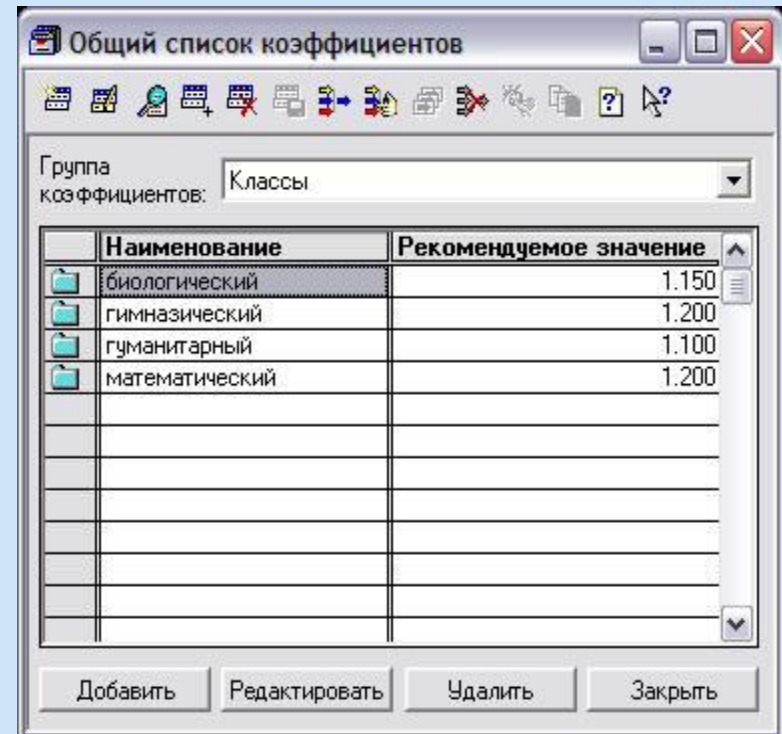 Общий список коэффициентов
Группа
коэффициентов: Классы
Наименование Рекомендуемое значение
биологический 1.150
гимназический 1.200
гуманитарный 1.100
математический 1.200
Добавить Редактировать Удалить Закрыть